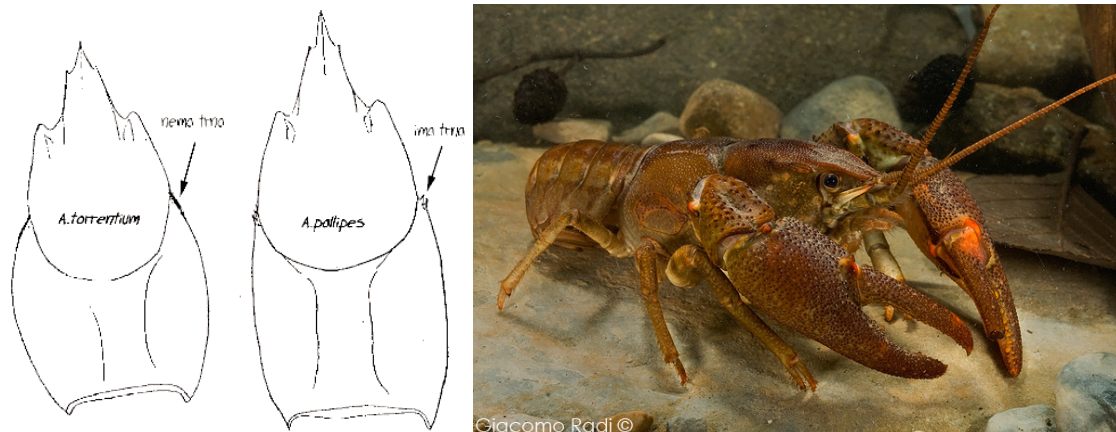 nema trna
ima trna
A.torrentium
A.pallipes
Giacomo Radi ©